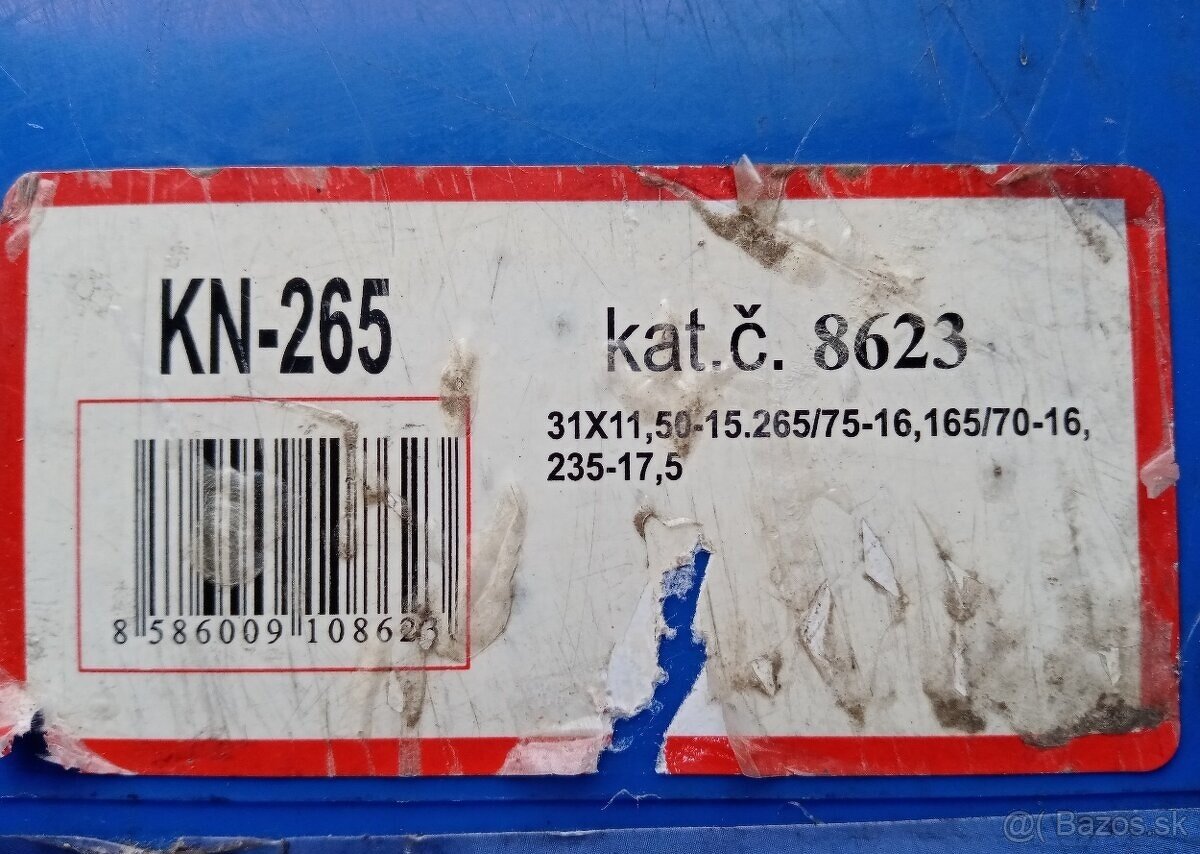 KN-265
kat.č. 8623
31X11,50-15.265/75-16,165/70-16,
235-17,5
8 586009 108623
@( Bazos.sk